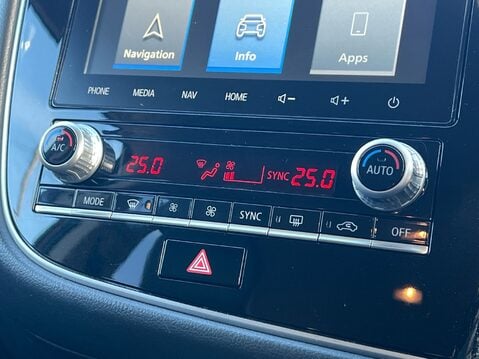 Navigation
Info
Apps
PHONE MEDIA NAV HOME
A/C
25.0
SYNC 25.0
AUTO
MODE
SYNC
OFF